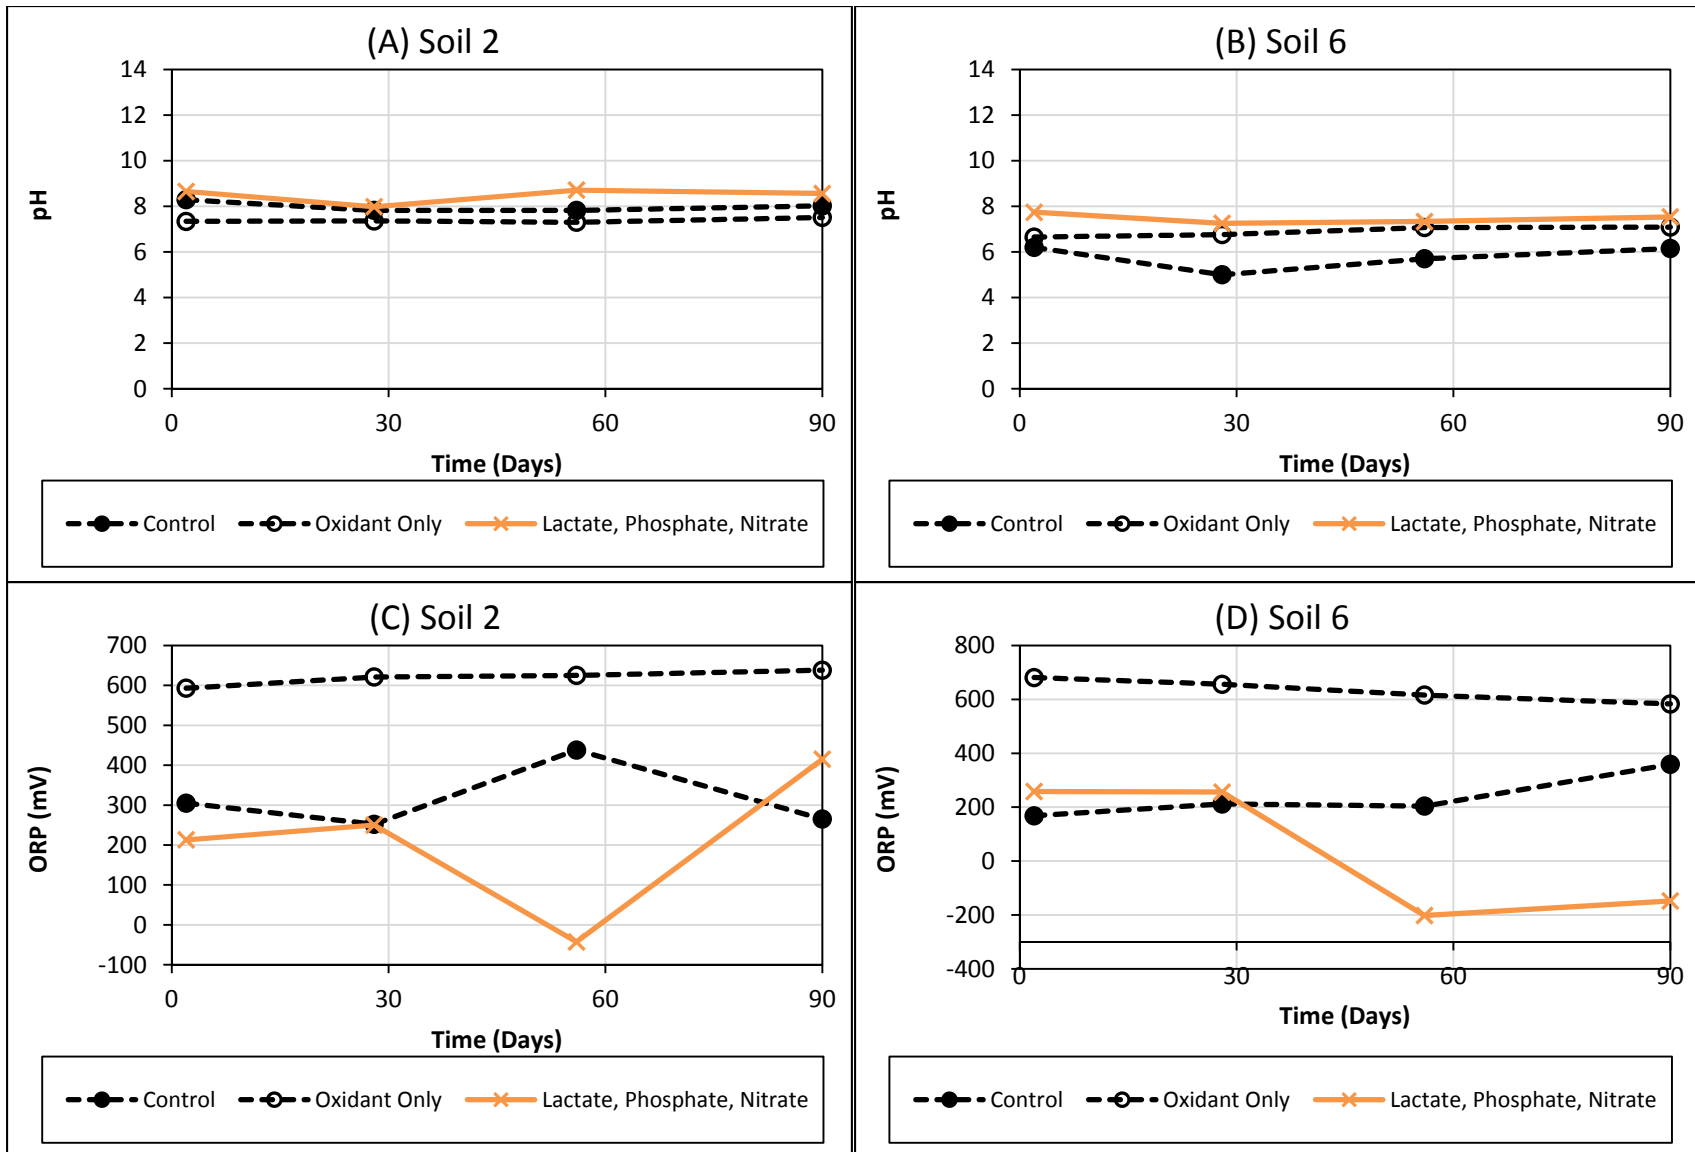 (A) Soil 2
14
12
10
8
6
4
2
0
pH
0 30 60 90
Time (Days)
Control Oxidant Only Lactate, Phosphate, Nitrate
(B) Soil 6
14
12
10
8
6
4
2
0
pH
0 30 60 90
Time (Days)
Control Oxidant Only Lactate, Phosphate, Nitrate
(C) Soil 2
700
600
500
400
300
200
100
0
-100
ORP (mV)
0 30 60 90
Time (Days)
Control Oxidant Only Lactate, Phosphate, Nitrate
(D) Soil 6
800
600
400
200
0
-200
-400
ORP (mV)
0 30 60 90
Time (Days)
Control Oxidant Only Lactate, Phosphate, Nitrate